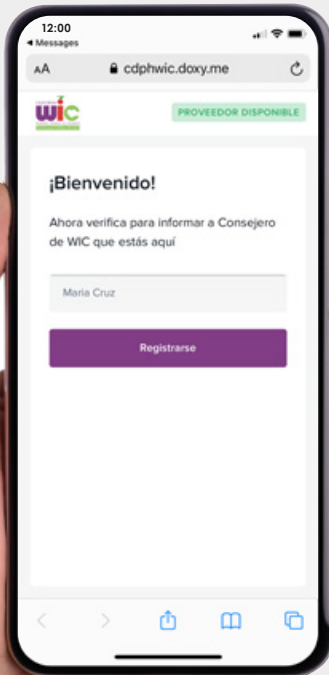 12:00
Messages
AA cdphwic.doxy.me
wic
PROVEEDOR DISPONIBLE
¡Bienvenido!
Ahora verifica para informar a Consejero
de WIC que estás aquí
Maria Cruz
Registrarse